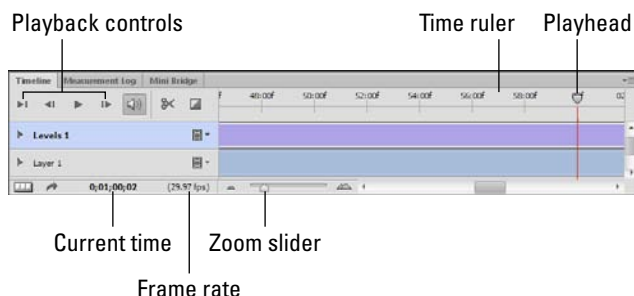 Playback controls
Time ruler
Playhead
Timeline
Measurement Log
Mini Bridge
48:00f
50:00f
52:00f
54:00f
56:00f
58:00f
f
02
Levels 1
Layer 1
0;01;00;02
(29.97 fps)
Current time
Zoom slider
Frame rate